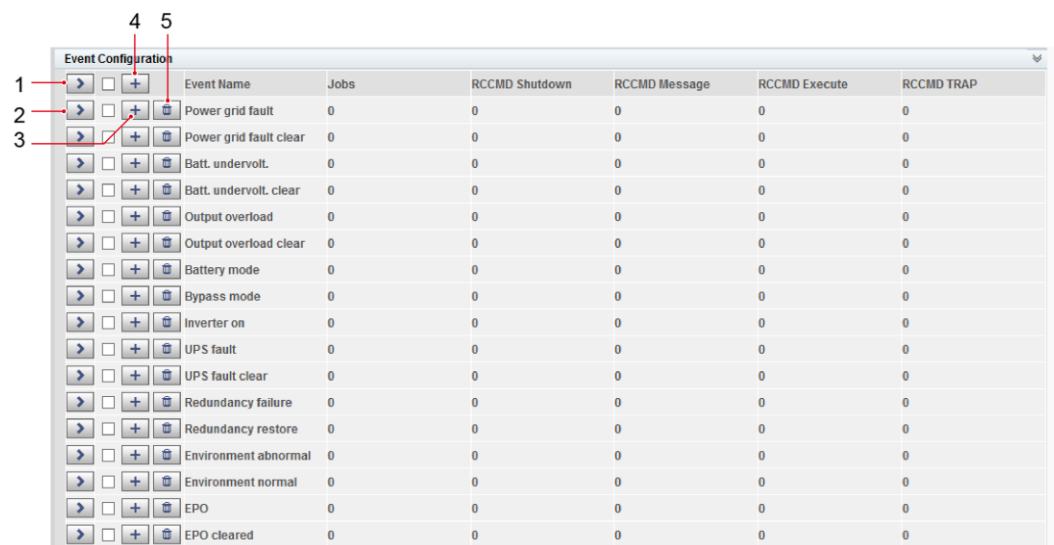 4 5
Event Configuration
1 Event Name Jobs RCCMD Shutdown RCCMD Message RCCMD Execute RCCMD TRAP
2 Power grid fault 0 0 0 0 0
3 Power grid fault clear 0 0 0 0 0
Batt. undervolt. 0 0 0 0 0
Batt. undervolt. clear 0 0 0 0 0
Output overload 0 0 0 0 0
Output overload clear 0 0 0 0 0
Battery mode 0 0 0 0 0
Bypass mode 0 0 0 0 0
Inverter on 0 0 0 0 0
UPS fault 0 0 0 0 0
UPS fault clear 0 0 0 0 0
Redundancy failure 0 0 0 0 0
Redundancy restore 0 0 0 0 0
Environment abnormal 0 0 0 0 0
Environment normal 0 0 0 0 0
EPO 0 0 0 0 0
EPO cleared 0 0 0 0 0